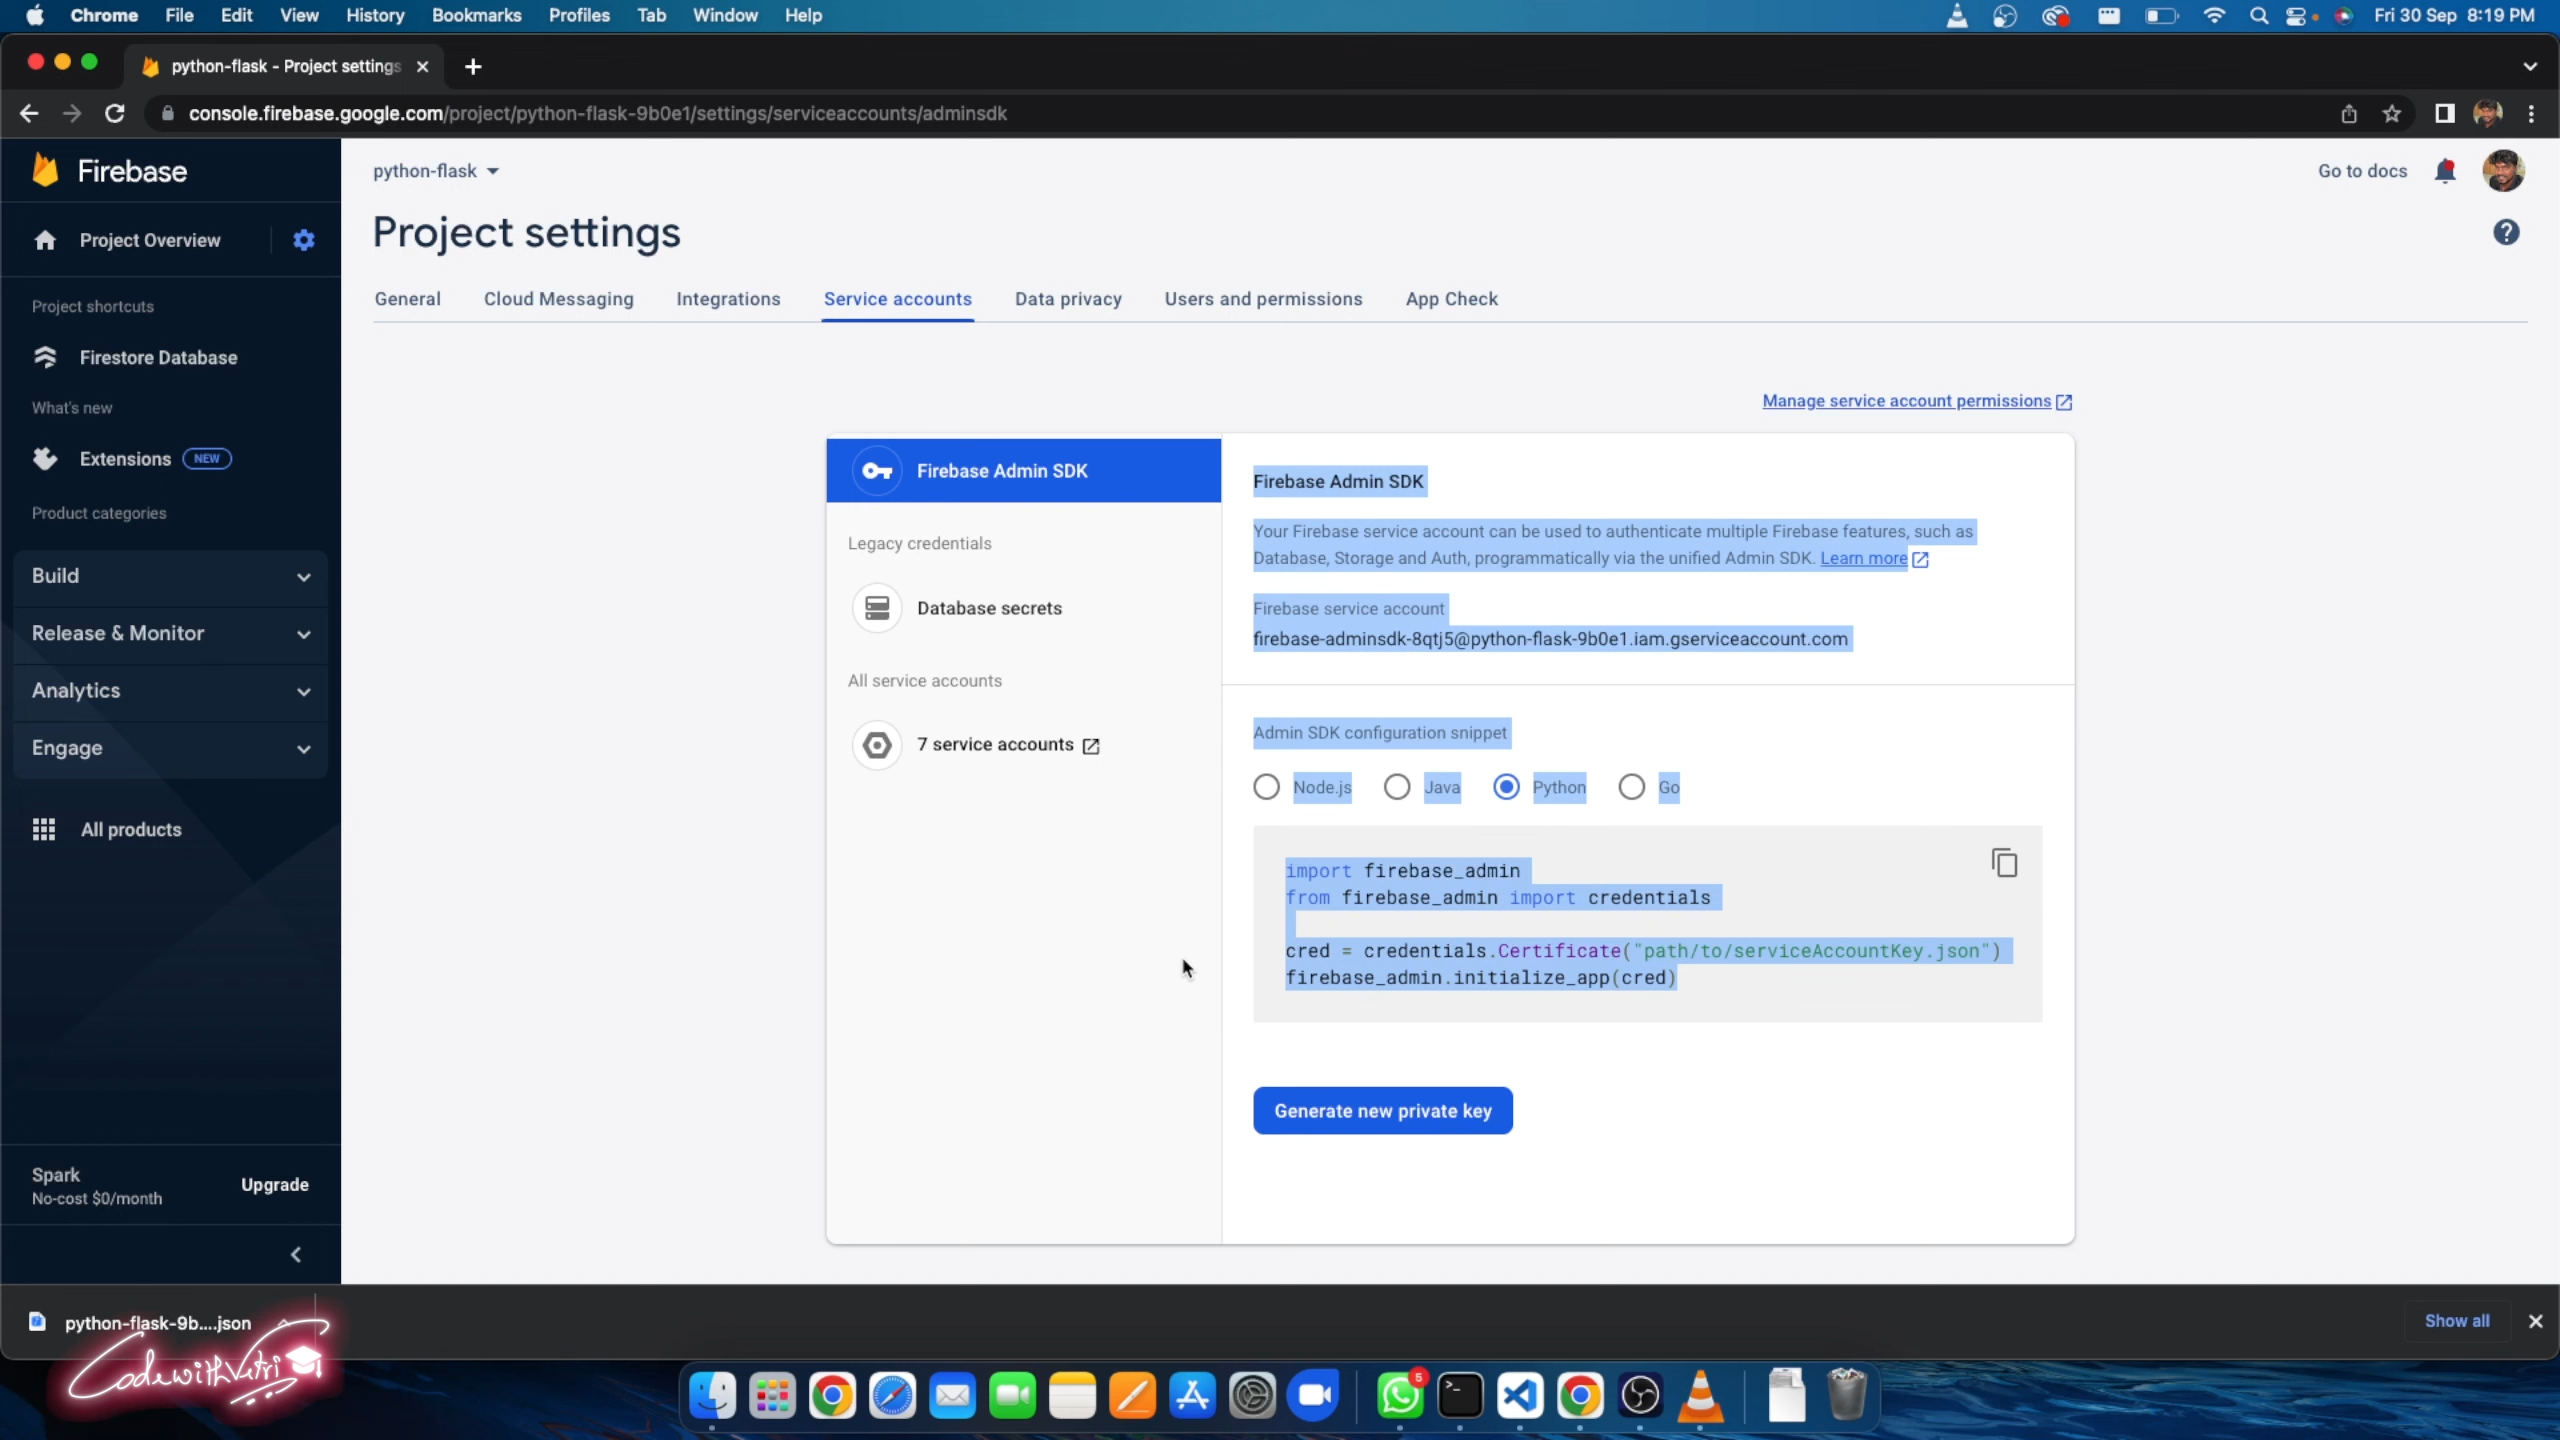 Chrome File Edit View History Bookmarks Profiles Tab Window Help
Fri 30 Sep 8:19 PM
python-flask - Project settings
console.firebase.google.com/project/python-flask-9b0e1/settings/serviceaccounts/adminsdk
Firebase
Project Overview
Project shortcuts
Firestore Database
What's new
Extensions NEW
Product categories
Build
Release & Monitor
Analytics
Engage
All products
Spark
No-cost $0/month
Upgrade
python-flask
Go to docs
Project settings
General Cloud Messaging Integrations Service accounts Data privacy Users and permissions App Check
Manage service account permissions
Firebase Admin SDK
Legacy credentials
Database secrets
All service accounts
7 service accounts
Firebase Admin SDK
Your Firebase service account can be used to authenticate multiple Firebase features, such as
Database, Storage and Auth, programmatically via the unified Admin SDK. Learn more
Firebase service account
firebase-adminsdk-8qtj5@python-flask-9b0e1.iam.gserviceaccount.com
Admin SDK configuration snippet
Node.js Java Python Go
import firebase_admin
from firebase_admin import credentials
cred = credentials.Certificate("path/to/serviceAccountKey.json")
firebase_admin.initialize_app(cred)
Generate new private key
python-flask-9b....json
Show all
CodewithVetri
5